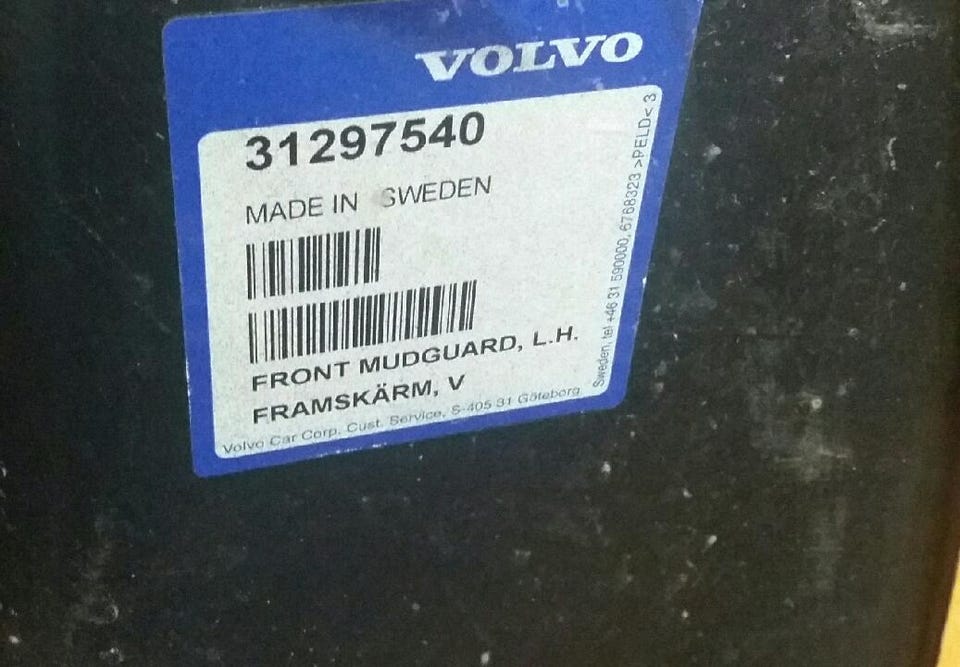 VOLVO
31297540
MADE IN SWEDEN
FRONT MUDGUARD, L.H.
FRAMSKÄRM, V
Volvo Car Corp. Cust. Service, S-405 31 Göteborg
Sweden, tel +46 31 590000, 6768323 >PELD< 3